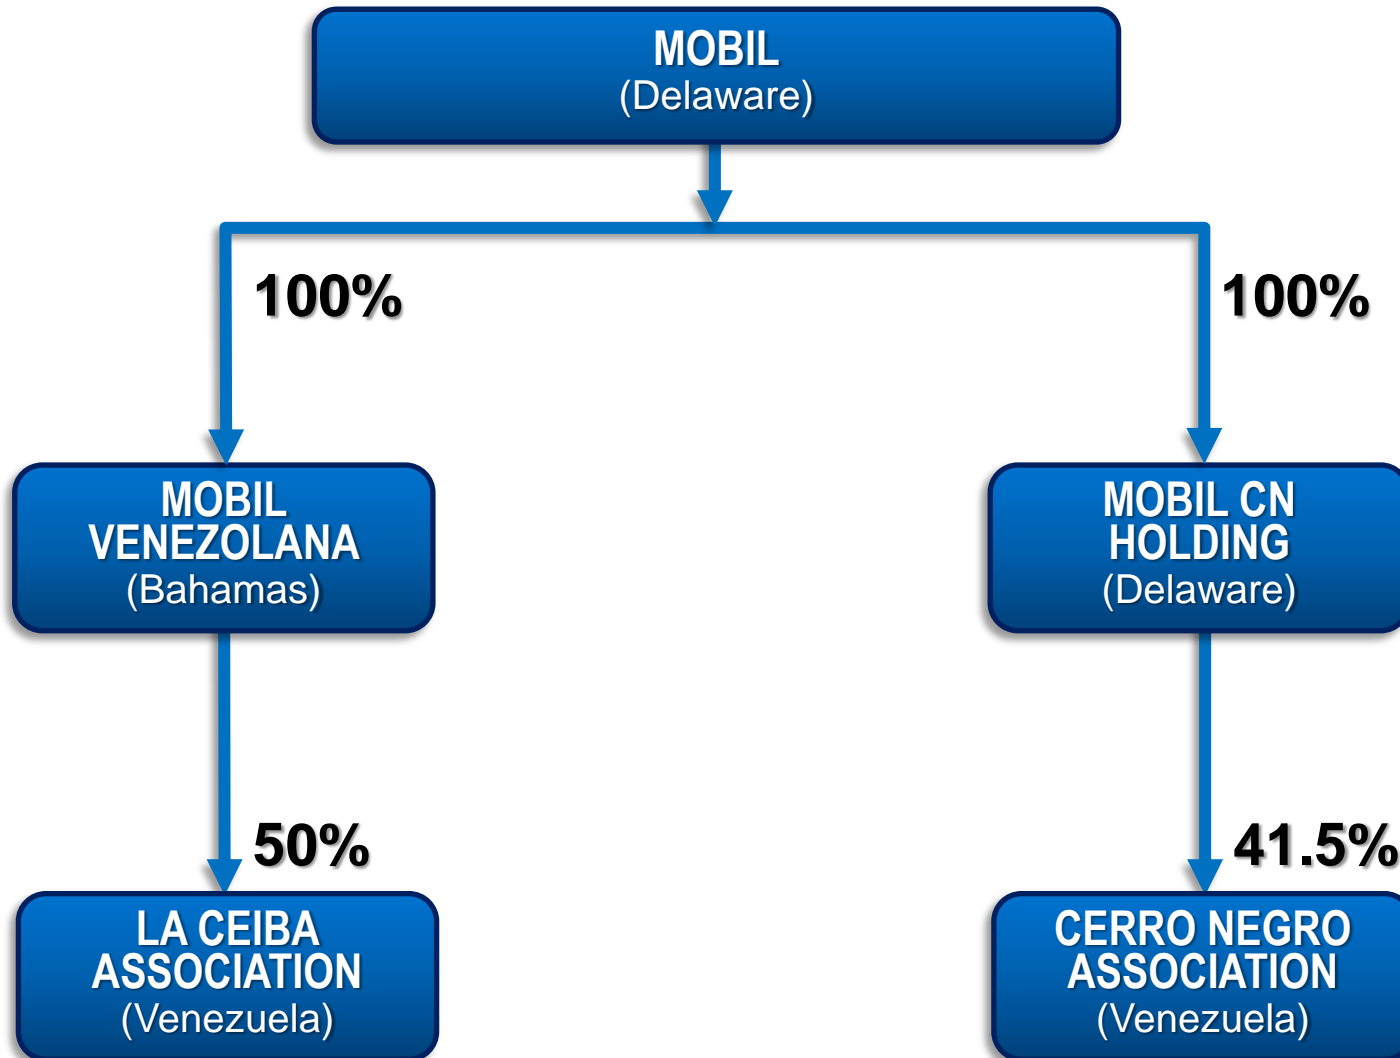 MOBIL
(Delaware)
100%
100%
MOBIL
VENEZOLANA
(Bahamas)
MOBIL CN
HOLDING
(Delaware)
50%
41.5%
LA CEIBA
ASSOCIATION
(Venezuela)
CERRO NEGRO
ASSOCIATION
(Venezuela)